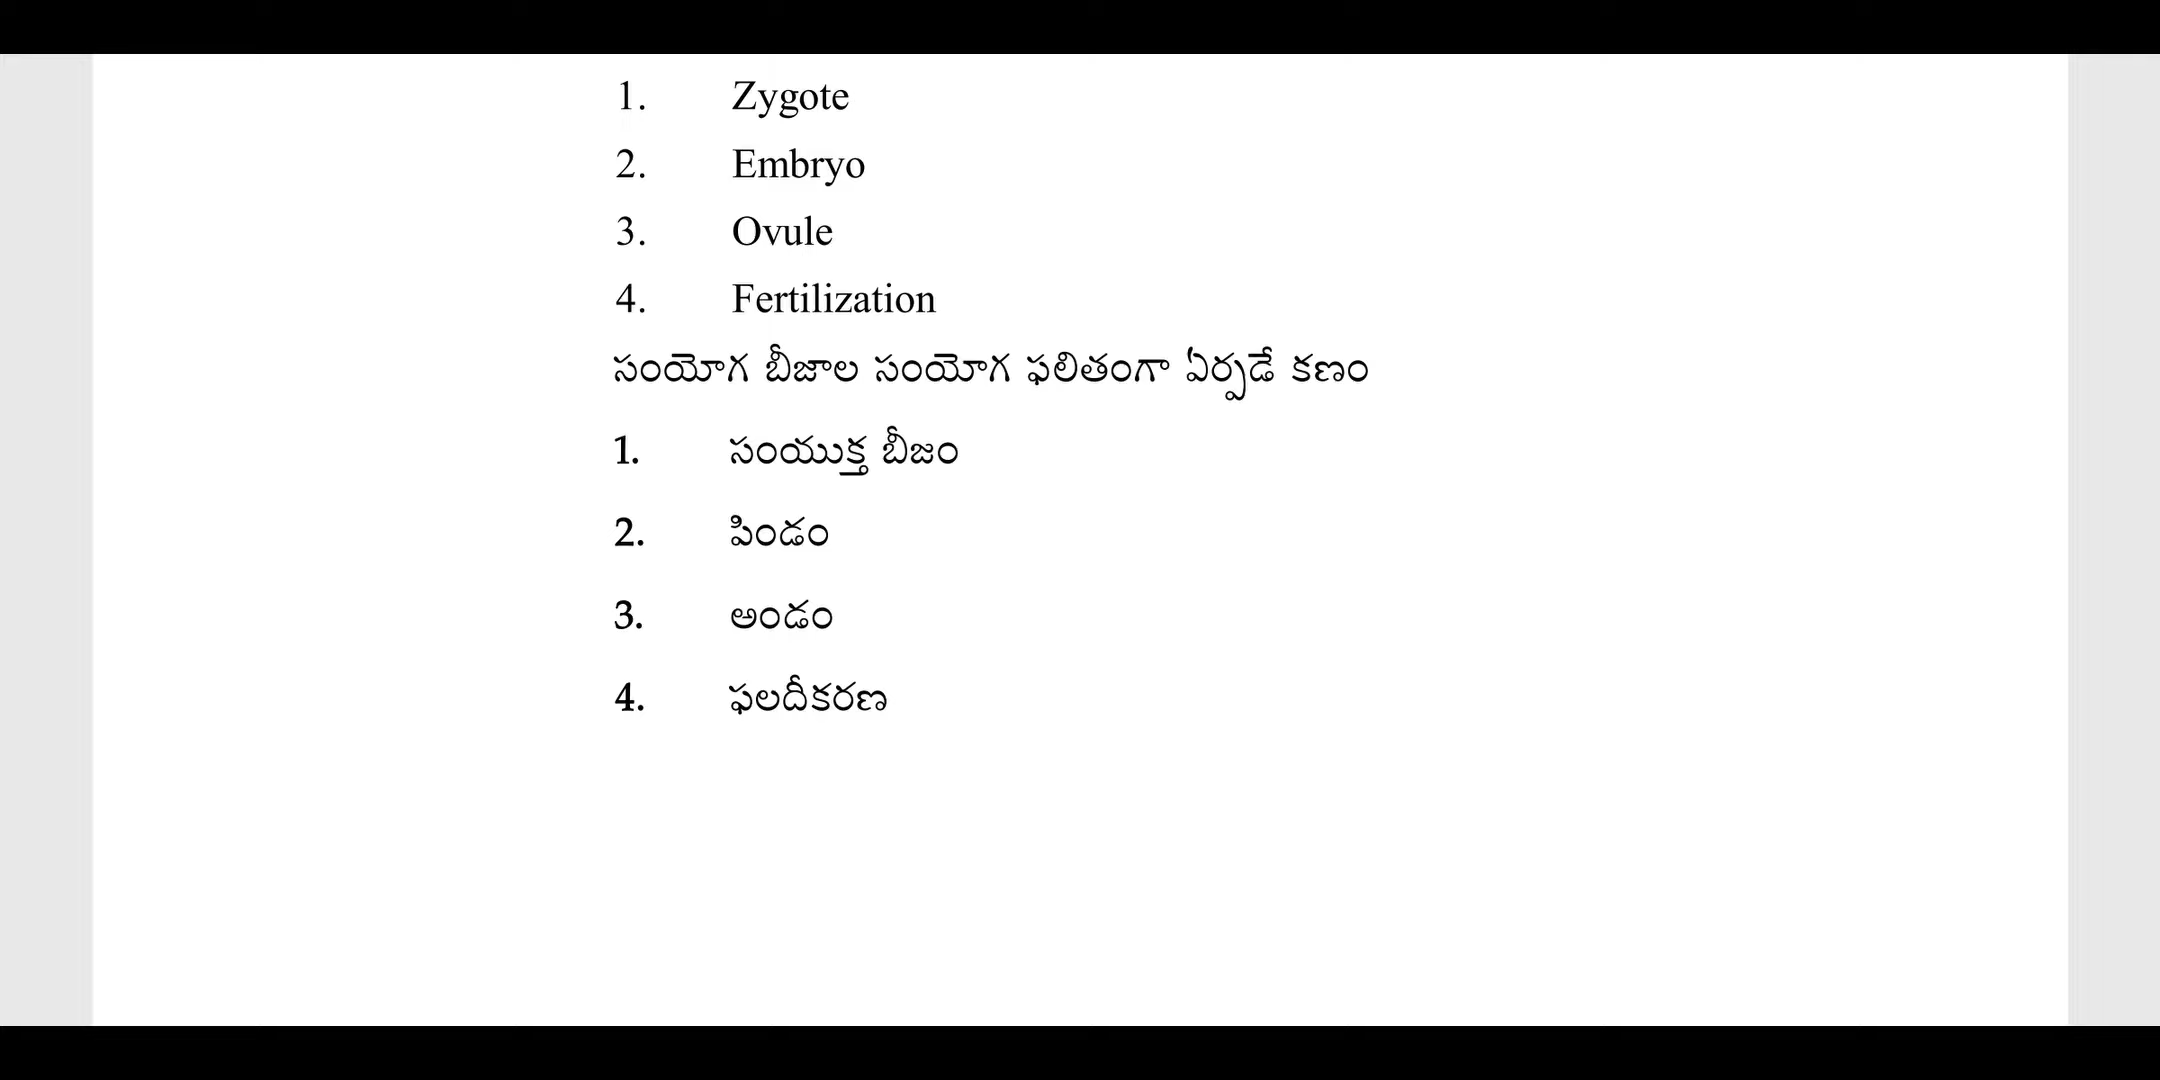 1. Zygote
2. Embryo
3. Ovule
4. Fertilization
సంయోగ బీజాల సంయోగ ఫలితంగా ఏర్పడే కణం
1. సంయుక్త బీజం
2. పిండం
3. అండం
4. ఫలదీకరణ